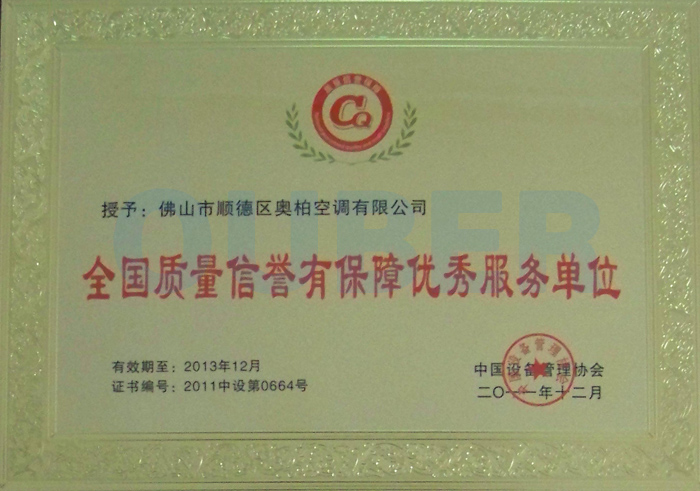 CQ
授予：佛山市顺德区奥柏空调有限公司
OUBER
全国质量信誉有保障优秀服务单位
有效期至：2013年12月
证书编号：2011中设第0664号
中国设备管理协会
二〇一一年十二月